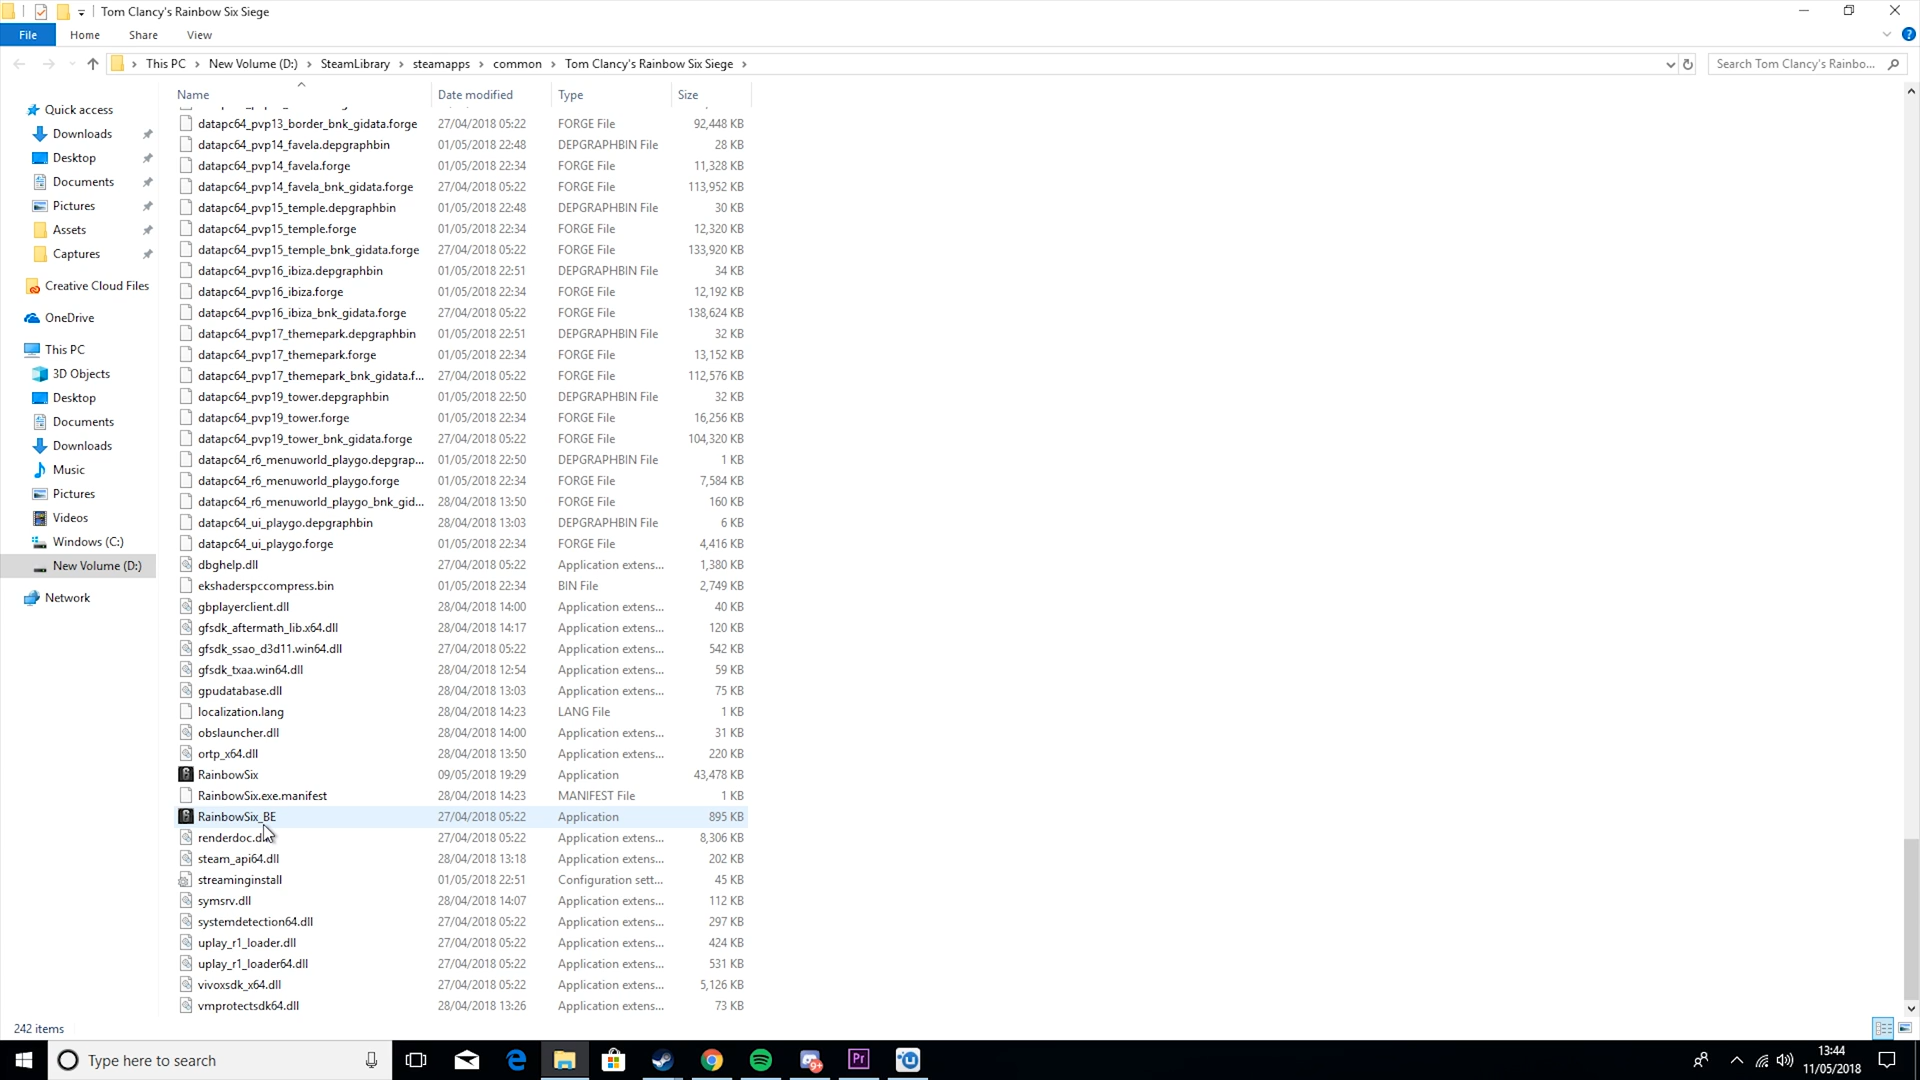 Tom Clancy's Rainbow Six Siege
File Home Share View
This PC New Volume (D:) SteamLibrary steamapps common Tom Clancy's Rainbow Six Siege
Search Tom Clancy's Rainbo...
Name Date modified Type Size
Quick access
Downloads
Desktop
Documents
Pictures
Assets
Captures
Creative Cloud Files
OneDrive
This PC
3D Objects
Desktop
Documents
Downloads
Music
Pictures
Videos
Windows (C:)
New Volume (D:)
Network
datapc64_pvp13_border_bnk_gidata.forge 27/04/2018 05:22 FORGE File 92,448 KB
datapc64_pvp14_favela.depgraphbin 01/05/2018 22:48 DEPGRAPHBIN File 28 KB
datapc64_pvp14_favela.forge 01/05/2018 22:34 FORGE File 11,328 KB
datapc64_pvp14_favela_bnk_gidata.forge 27/04/2018 05:22 FORGE File 113,952 KB
datapc64_pvp15_temple.depgraphbin 01/05/2018 22:48 DEPGRAPHBIN File 30 KB
datapc64_pvp15_temple.forge 01/05/2018 22:34 FORGE File 12,320 KB
datapc64_pvp15_temple_bnk_gidata.forge 27/04/2018 05:22 FORGE File 133,920 KB
datapc64_pvp16_ibiza.depgraphbin 01/05/2018 22:51 DEPGRAPHBIN File 34 KB
datapc64_pvp16_ibiza.forge 01/05/2018 22:34 FORGE File 12,192 KB
datapc64_pvp16_ibiza_bnk_gidata.forge 27/04/2018 05:22 FORGE File 138,624 KB
datapc64_pvp17_themepark.depgraphbin 01/05/2018 22:51 DEPGRAPHBIN File 32 KB
datapc64_pvp17_themepark.forge 01/05/2018 22:34 FORGE File 13,152 KB
datapc64_pvp17_themepark_bnk_gidata.f... 27/04/2018 05:22 FORGE File 112,576 KB
datapc64_pvp19_tower.depgraphbin 01/05/2018 22:50 DEPGRAPHBIN File 32 KB
datapc64_pvp19_tower.forge 01/05/2018 22:34 FORGE File 16,256 KB
datapc64_pvp19_tower_bnk_gidata.forge 27/04/2018 05:22 FORGE File 104,320 KB
datapc64_r6_menuworld_playgo.depgrap... 01/05/2018 22:50 DEPGRAPHBIN File 1 KB
datapc64_r6_menuworld_playgo.forge 01/05/2018 22:34 FORGE File 7,584 KB
datapc64_r6_menuworld_playgo_bnk_gid... 28/04/2018 13:50 FORGE File 160 KB
datapc64_ui_playgo.depgraphbin 28/04/2018 13:03 DEPGRAPHBIN File 6 KB
datapc64_ui_playgo.forge 01/05/2018 22:34 FORGE File 4,416 KB
dbghelp.dll 27/04/2018 05:22 Application extens... 1,380 KB
ekshaderspccompress.bin 01/05/2018 22:34 BIN File 2,749 KB
gbplayerclient.dll 28/04/2018 14:00 Application extens... 40 KB
gfsdk_aftermath_lib.x64.dll 28/04/2018 14:17 Application extens... 120 KB
gfsdk_ssao_d3d11.win64.dll 27/04/2018 05:22 Application extens... 542 KB
gfsdk_txaa.win64.dll 28/04/2018 12:54 Application extens... 59 KB
gpudatabase.dll 28/04/2018 13:03 Application extens... 75 KB
localization.lang 28/04/2018 14:23 LANG File 1 KB
obslauncher.dll 28/04/2018 14:00 Application extens... 31 KB
ortp_x64.dll 28/04/2018 13:50 Application extens... 220 KB
RainbowSix 09/05/2018 19:29 Application 43,478 KB
RainbowSix.exe.manifest 28/04/2018 14:23 MANIFEST File 1 KB
RainbowSix_BE 27/04/2018 05:22 Application 895 KB
renderdoc.dll 27/04/2018 05:22 Application extens... 8,306 KB
steam_api64.dll 28/04/2018 13:18 Application extens... 202 KB
streaminginstall 01/05/2018 22:51 Configuration sett... 45 KB
symsrv.dll 28/04/2018 14:07 Application extens... 112 KB
systemdetection64.dll 27/04/2018 05:22 Application extens... 297 KB
uplay_r1_loader.dll 27/04/2018 05:22 Application extens... 424 KB
uplay_r1_loader64.dll 27/04/2018 05:22 Application extens... 531 KB
vivoxsdk_x64.dll 27/04/2018 05:22 Application extens... 5,126 KB
vmprotectsdk64.dll 28/04/2018 13:26 Application extens... 73 KB
242 items
Type here to search
Pr
9+
13:44
11/05/2018